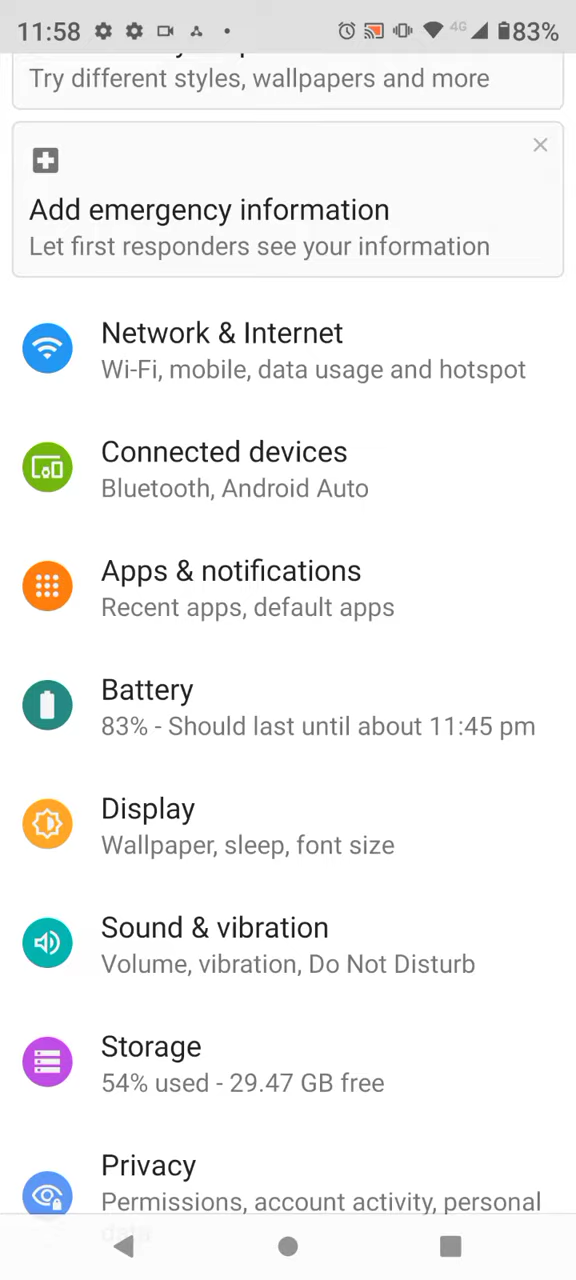 11:58 4G 83%
Try different styles, wallpapers and more
Add emergency information
Let first responders see your information
Network & Internet
Wi-Fi, mobile, data usage and hotspot
Connected devices
Bluetooth, Android Auto
Apps & notifications
Recent apps, default apps
Battery
83% - Should last until about 11:45 pm
Display
Wallpaper, sleep, font size
Sound & vibration
Volume, vibration, Do Not Disturb
Storage
54% used - 29.47 GB free
Privacy
Permissions, account activity, personal
data